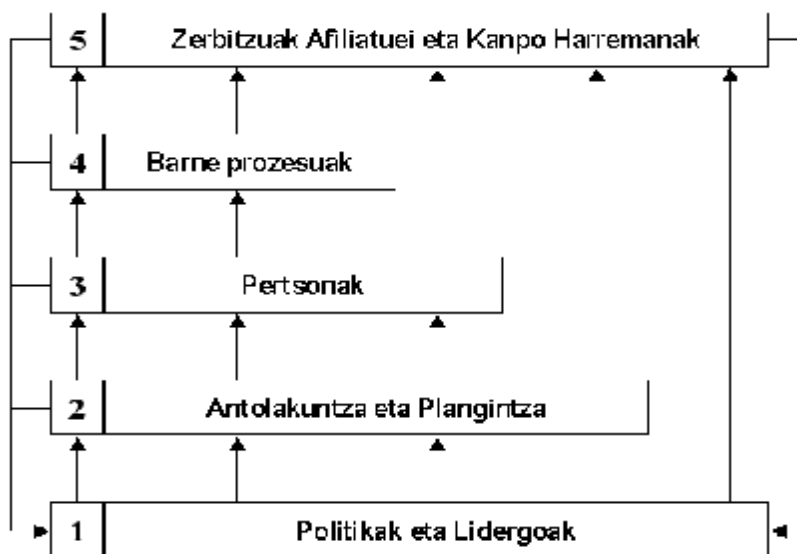 5 Zerbitzuak Afiliatuei eta Kanpo Harremanak
4 Barne prozesuak
3 Pertsonak
2 Antolakuntza eta Plangintza
1 Politikak eta Lidergoak